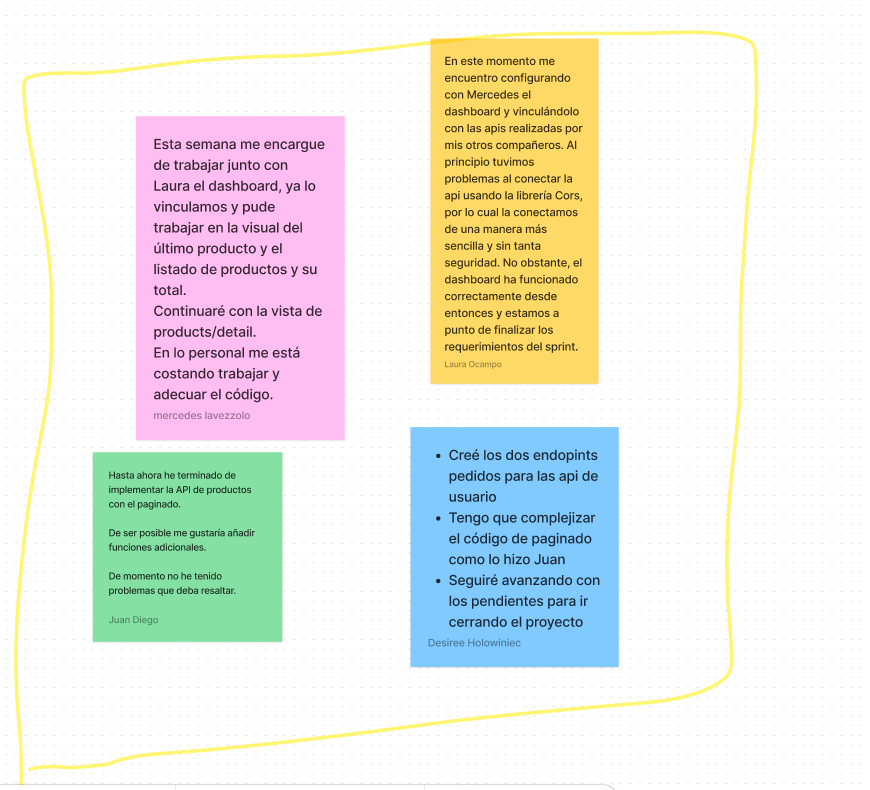 Esta semana me encargue
de trabajar junto con
Laura el dashboard, ya lo
vinculamos y pude
trabajar en la visual del
último producto y el
listado de productos y su
total.
Continuaré con la vista de
products/detail.
En lo personal me está
costando trabajar y
adecuar el código.
mercedes lavezzolo
En este momento me
encuentro configurando
con Mercedes el
dashboard y vinculándolo
con las apis realizadas por
mis otros compañeros. Al
principio tuvimos
problemas al conectar la
api usando la librería Cors,
por lo cual la conectamos
de una manera más
sencilla y sin tanta
seguridad. No obstante, el
dashboard ha funcionado
correctamente desde
entonces y estamos a
punto de finalizar los
requerimientos del sprint.
Laura Ocampo
Hasta ahora he terminado de
implementar la API de productos
con el paginado.
De ser posible me gustaría añadir
funciones adicionales.
De momento no he tenido
problemas que deba resaltar.
Juan Diego
• Creé los dos endopints
pedidos para las api de
usuario
• Tengo que complejizar
el código de paginado
como lo hizo Juan
• Seguiré avanzando con
los pendientes para ir
cerrando el proyecto
Desiree Holowiniec